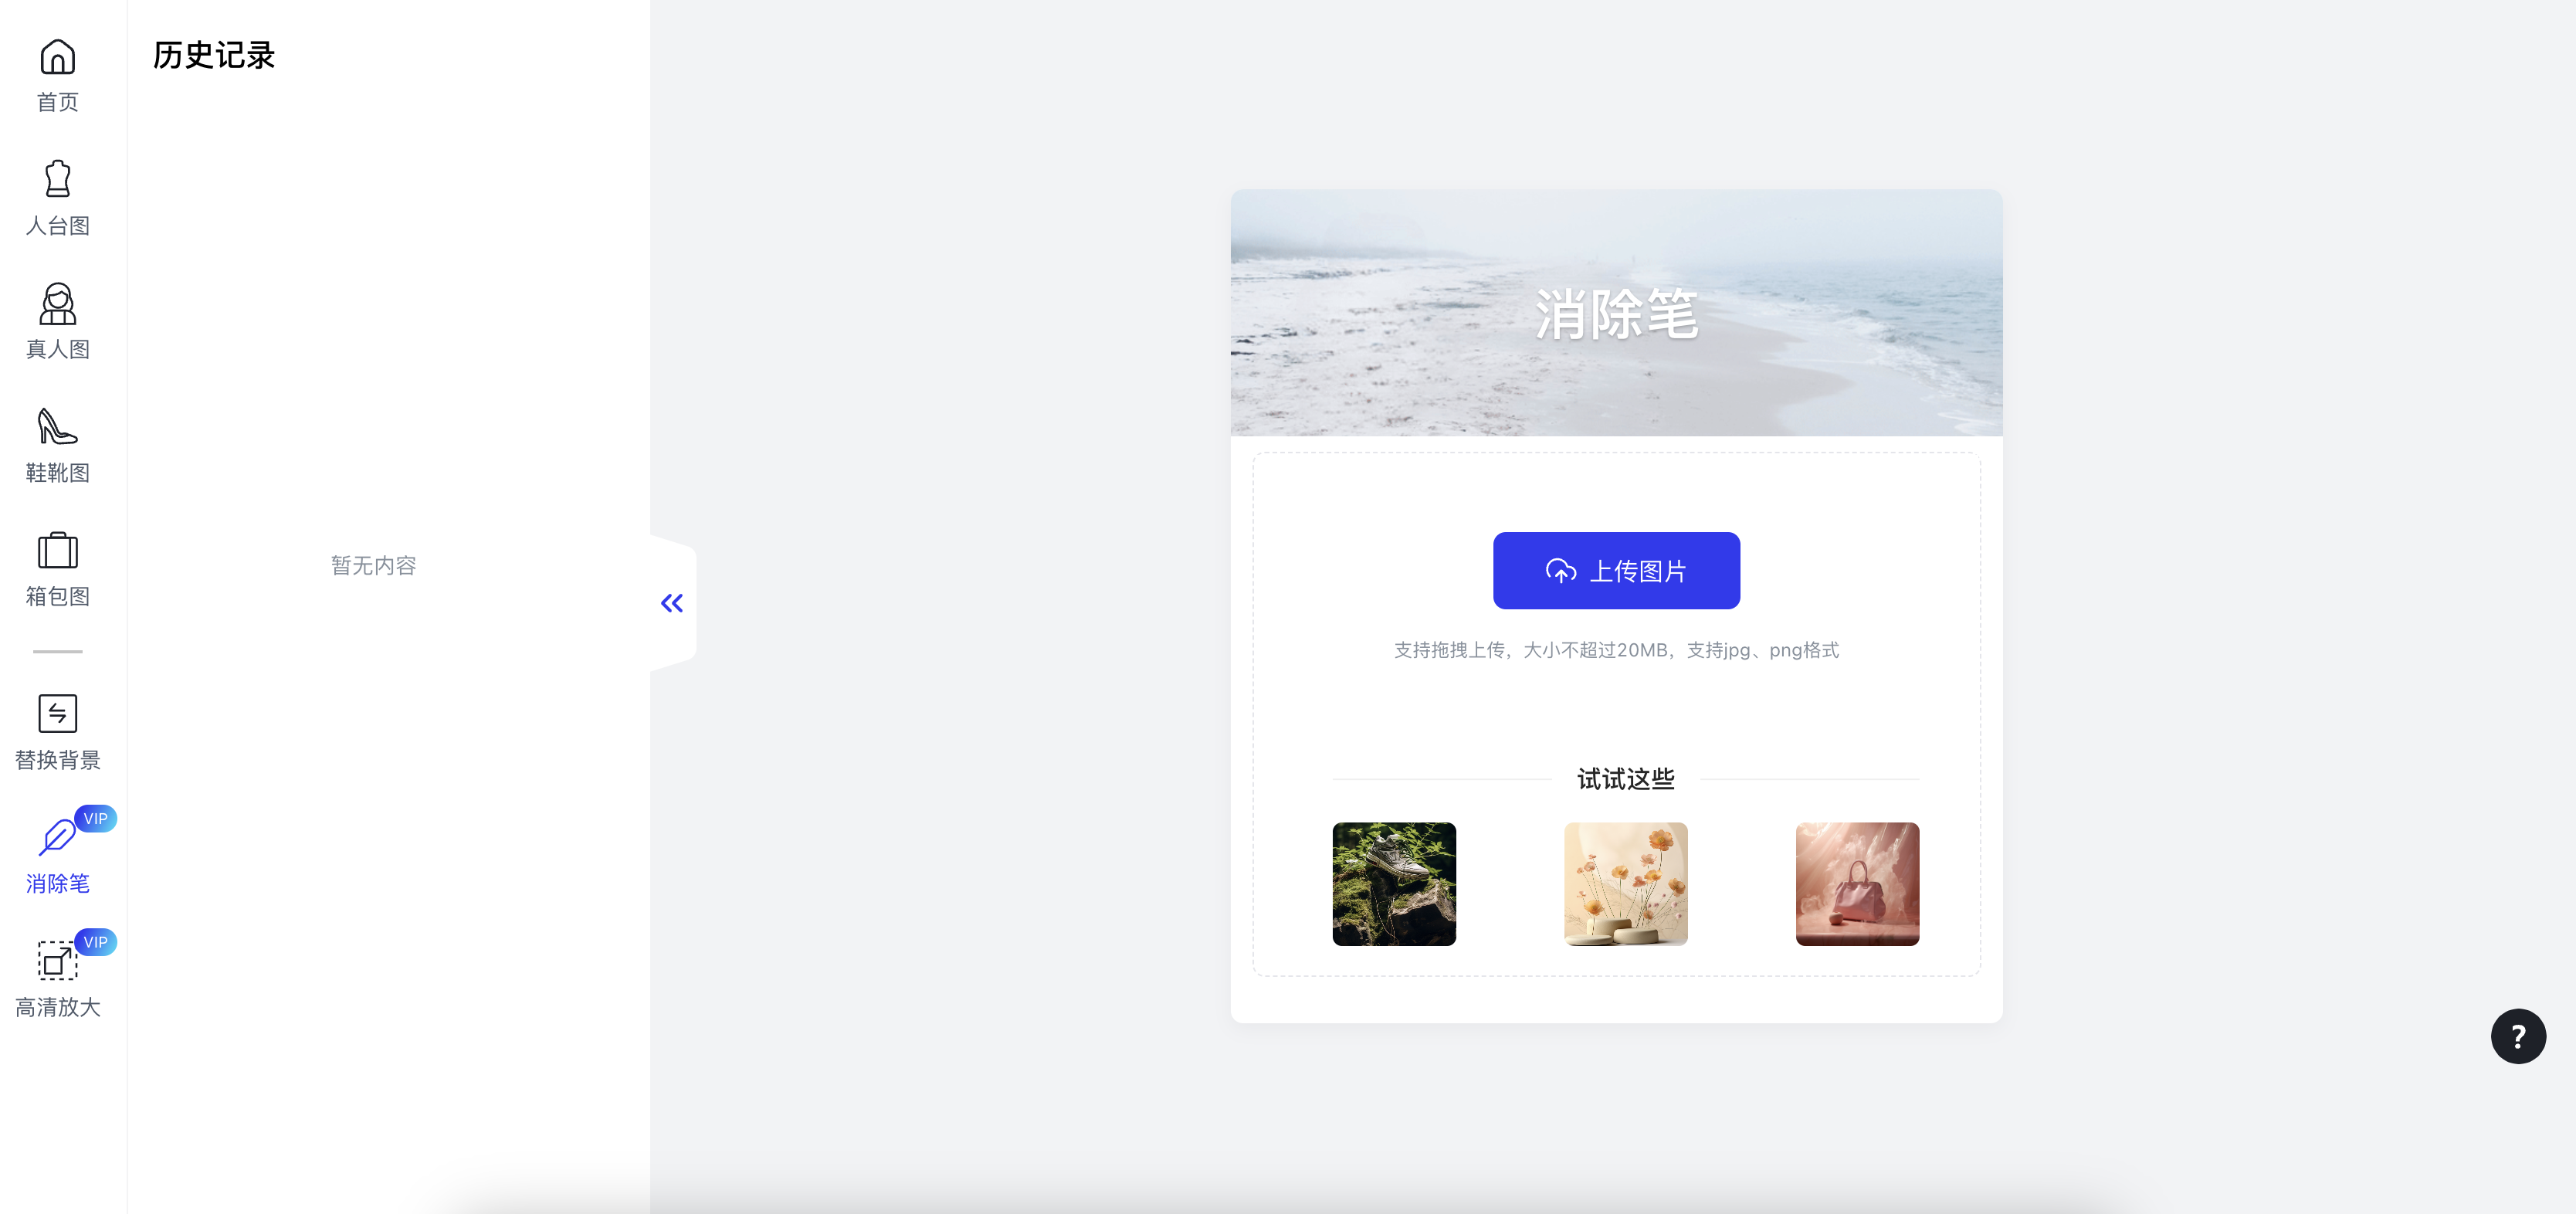 首页
人台图
真人图
鞋靴图
箱包图
替换背景
VIP
消除笔
VIP
高清放大
历史记录
暂无内容
消除笔
上传图片
支持拖拽上传，大小不超过20MB，支持jpg、png格式
试试这些
?